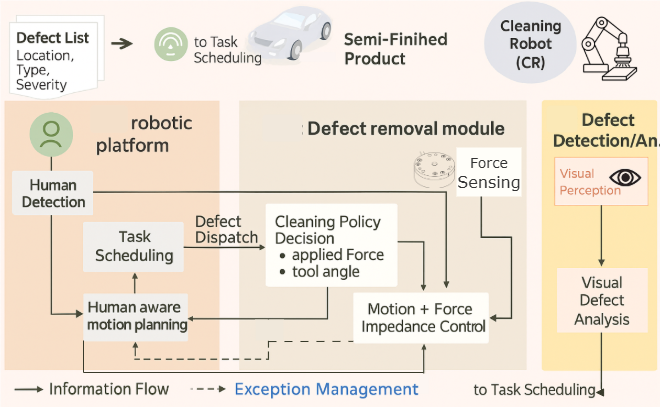 Defect List
Location,
Type,
Severity
to Task
Scheduling
Semi-Finihed
Product
Cleaning
Robot
(CR)
robotic
platform
Human
Detection
Task
Scheduling
Human aware
motion planning
Defect
Dispatch
: Defect removal module
Force
Sensing
Cleaning Policy
Decision
• applied Force
• tool angle
Motion + Force
Impedance Control
Defect
Detection/An.
Visual
Perception
Visual
Defect
Analysis
Information Flow
Exception Management
to Task Scheduling